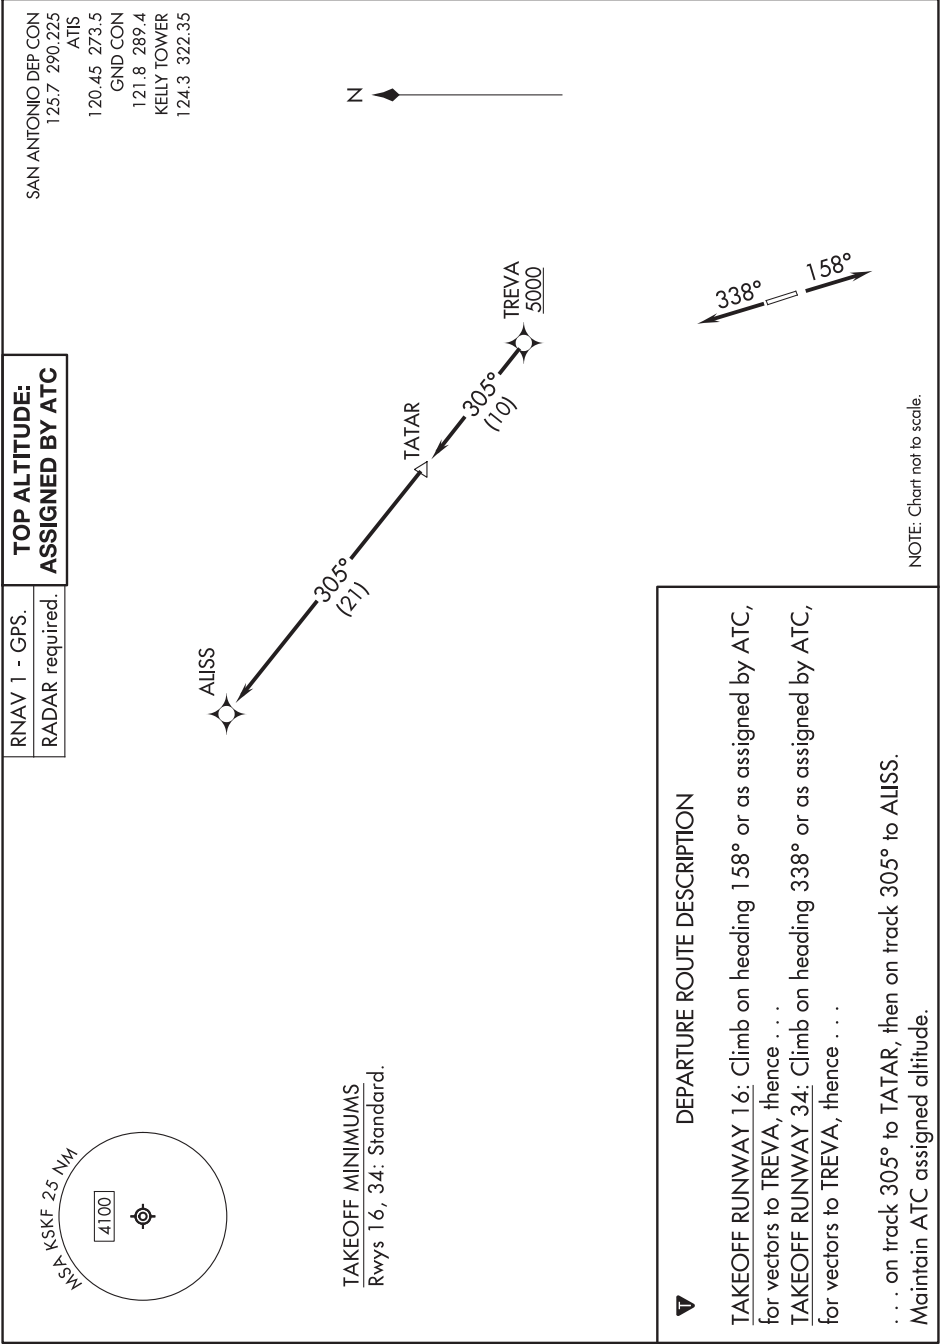 RNAV 1 - GPS.
RADAR required.
TOP ALTITUDE:
ASSIGNED BY ATC
SAN ANTONIO DEP CON
125.7 290.225
ATIS
120.45 273.5
GND CON
121.8 289.4
KELLY TOWER
124.3 322.35
MSA KSKF 25 NM
4100
N
ALISS
305°
(21)
TATAR
305°
(10)
TREVA
5000
TAKEOFF MINIMUMS
Rwys 16, 34: Standard.
338°
158°
NOTE: Chart not to scale.
T
DEPARTURE ROUTE DESCRIPTION
TAKEOFF RUNWAY 16: Climb on heading 158° or as assigned by ATC,
for vectors to TREVA, thence . . .
TAKEOFF RUNWAY 34: Climb on heading 338° or as assigned by ATC,
for vectors to TREVA, thence . . .
. . . on track 305° to TATAR, then on track 305° to ALISS.
Maintain ATC assigned altitude.